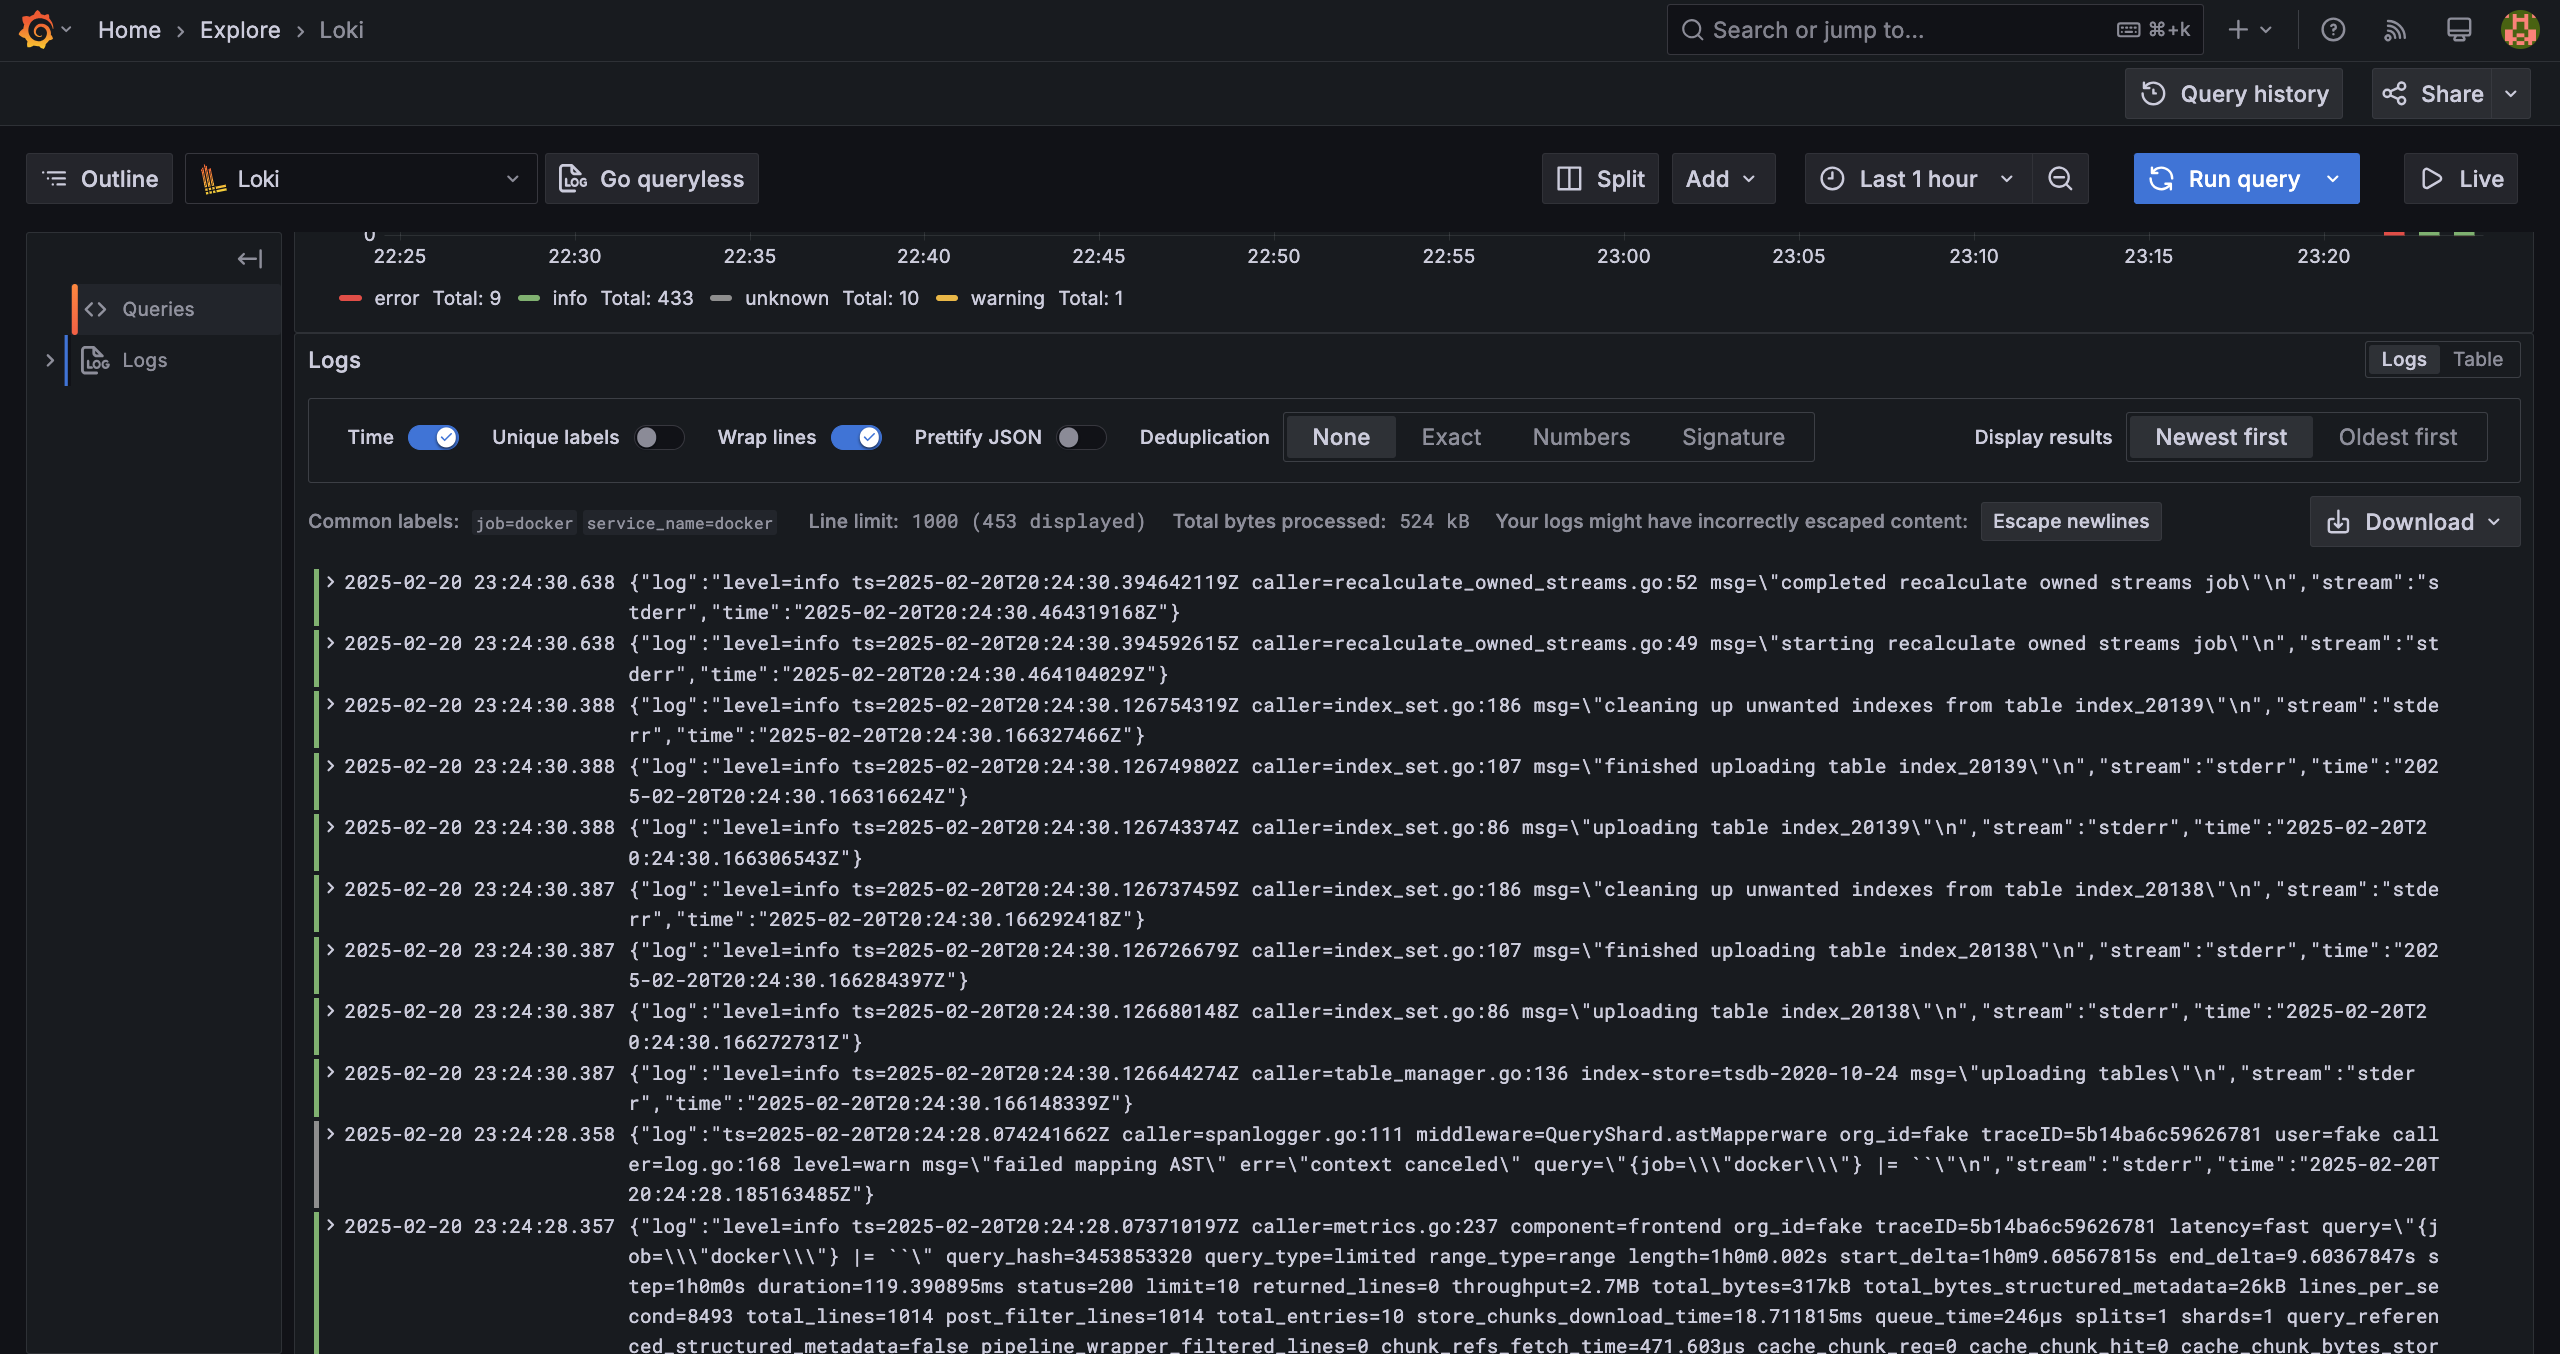 Home › Explore › Loki
Search or jump to... ⌘+k
Query history
Share
Outline
Loki
Go queryless
Split
Add
Last 1 hour
Run query
Live
Queries
Logs
0
22:25 22:30 22:35 22:40 22:45 22:50 22:55 23:00 23:05 23:10 23:15 23:20
error Total: 9 info Total: 433 unknown Total: 10 warning Total: 1
Logs
Logs Table
Time Unique labels Wrap lines Prettify JSON Deduplication None Exact Numbers Signature Display results Newest first Oldest first
Common labels: job=docker service_name=docker Line limit: 1000 (453 displayed) Total bytes processed: 524 kB Your logs might have incorrectly escaped content: Escape newlines
Download
2025-02-20 23:24:30.638 {"log":"level=info ts=2025-02-20T20:24:30.394642119Z caller=recalculate_owned_streams.go:52 msg=\"completed recalculate owned streams job\"\n","stream":"s
tderr","time":"2025-02-20T20:24:30.464319168Z"}
2025-02-20 23:24:30.638 {"log":"level=info ts=2025-02-20T20:24:30.394592615Z caller=recalculate_owned_streams.go:49 msg=\"starting recalculate owned streams job\"\n","stream":"st
derr","time":"2025-02-20T20:24:30.464104029Z"}
2025-02-20 23:24:30.388 {"log":"level=info ts=2025-02-20T20:24:30.126754319Z caller=index_set.go:186 msg=\"cleaning up unwanted indexes from table index_20139\"\n","stream":"stde
rr","time":"2025-02-20T20:24:30.166327466Z"}
2025-02-20 23:24:30.388 {"log":"level=info ts=2025-02-20T20:24:30.126749802Z caller=index_set.go:107 msg=\"finished uploading table index_20139\"\n","stream":"stderr","time":"202
5-02-20T20:24:30.166316624Z"}
2025-02-20 23:24:30.388 {"log":"level=info ts=2025-02-20T20:24:30.126743374Z caller=index_set.go:86 msg=\"uploading table index_20139\"\n","stream":"stderr","time":"2025-02-20T2
0:24:30.166306543Z"}
2025-02-20 23:24:30.387 {"log":"level=info ts=2025-02-20T20:24:30.126737459Z caller=index_set.go:186 msg=\"cleaning up unwanted indexes from table index_20138\"\n","stream":"stde
rr","time":"2025-02-20T20:24:30.166292418Z"}
2025-02-20 23:24:30.387 {"log":"level=info ts=2025-02-20T20:24:30.126726679Z caller=index_set.go:107 msg=\"finished uploading table index_20138\"\n","stream":"stderr","time":"202
5-02-20T20:24:30.166284397Z"}
2025-02-20 23:24:30.387 {"log":"level=info ts=2025-02-20T20:24:30.126680148Z caller=index_set.go:86 msg=\"uploading table index_20138\"\n","stream":"stderr","time":"2025-02-20T2
0:24:30.166272731Z"}
2025-02-20 23:24:30.387 {"log":"level=info ts=2025-02-20T20:24:30.126644274Z caller=table_manager.go:136 index-store=tsdb-2020-10-24 msg=\"uploading tables\"\n","stream":"stder
r","time":"2025-02-20T20:24:30.166148339Z"}
2025-02-20 23:24:28.358 {"log":"ts=2025-02-20T20:24:28.074241662Z caller=spanlogger.go:111 middleware=QueryShard.astMapperware org_id=fake traceID=5b14ba6c59626781 user=fake call
er=log.go:168 level=warn msg=\"failed mapping AST\" err=\"context canceled\" query=\"{job=\\\"docker\\\"} |= ``\"\n","stream":"stderr","time":"2025-02-20T
20:24:28.185163485Z"}
2025-02-20 23:24:28.357 {"log":"level=info ts=2025-02-20T20:24:28.073710197Z caller=metrics.go:237 component=frontend org_id=fake traceID=5b14ba6c59626781 latency=fast query=\"{j
ob=\\\"docker\\\"} |= ``\" query_hash=3453853320 query_type=limited range_type=range length=1h0m0.002s start_delta=1h0m9.60567815s end_delta=9.60367847s s
tep=1h0m0s duration=119.390895ms status=200 limit=10 returned_lines=0 throughput=2.7MB total_bytes=317kB total_bytes_structured_metadata=26kB lines_per_se
cond=8493 total_lines=1014 post_filter_lines=1014 total_entries=10 store_chunks_download_time=18.711815ms queue_time=246µs splits=1 shards=1 query_referen
ced_structured_metadata=false pipeline_wrapper_filtered_lines=0 chunk_refs_fetch_time=471.603µs cache_chunk_req=0 cache_chunk_hit=0 cache_chunk_bytes_stor